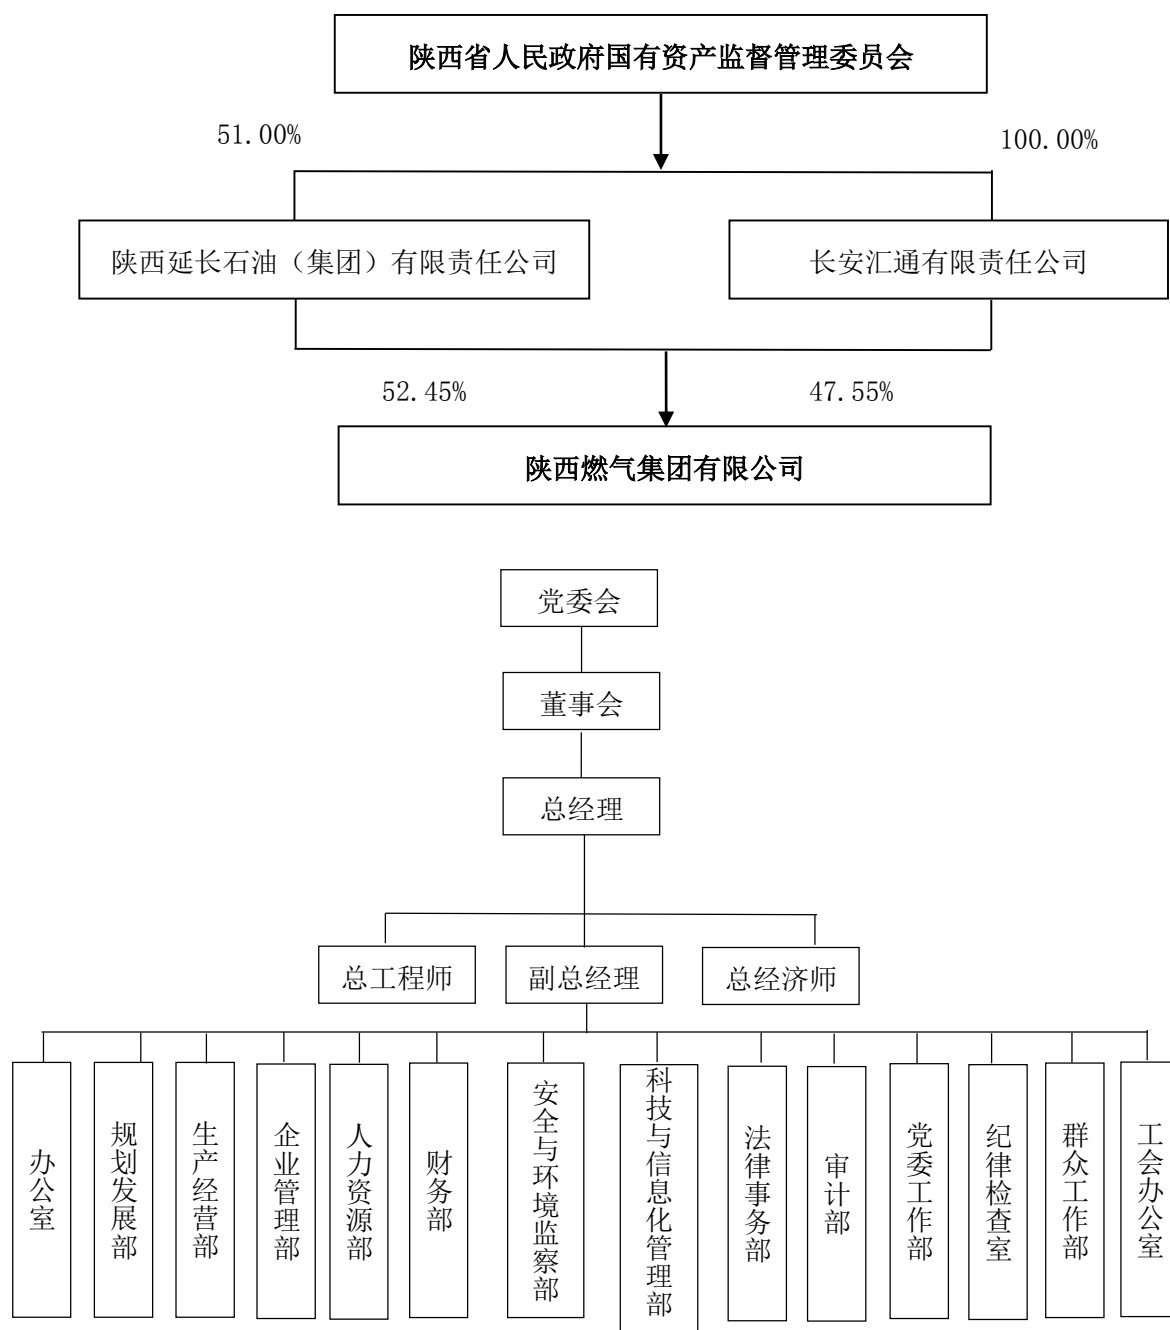 陕西省人民政府国有资产监督管理委员会
51.00%
100.00%
陕西延长石油（集团）有限责任公司
长安汇通有限责任公司
52.45%
47.55%
陕西燃气集团有限公司
党委会
董事会
总经理
总工程师
副总经理
总经济师
办公室
规划发展部
生产经营部
企业管理部
人力资源部
财务部
安全与环境监察部
科技与信息化管理部
法律事务部
审计部
党委工作部
纪律检查室
群众工作部
工会办公室